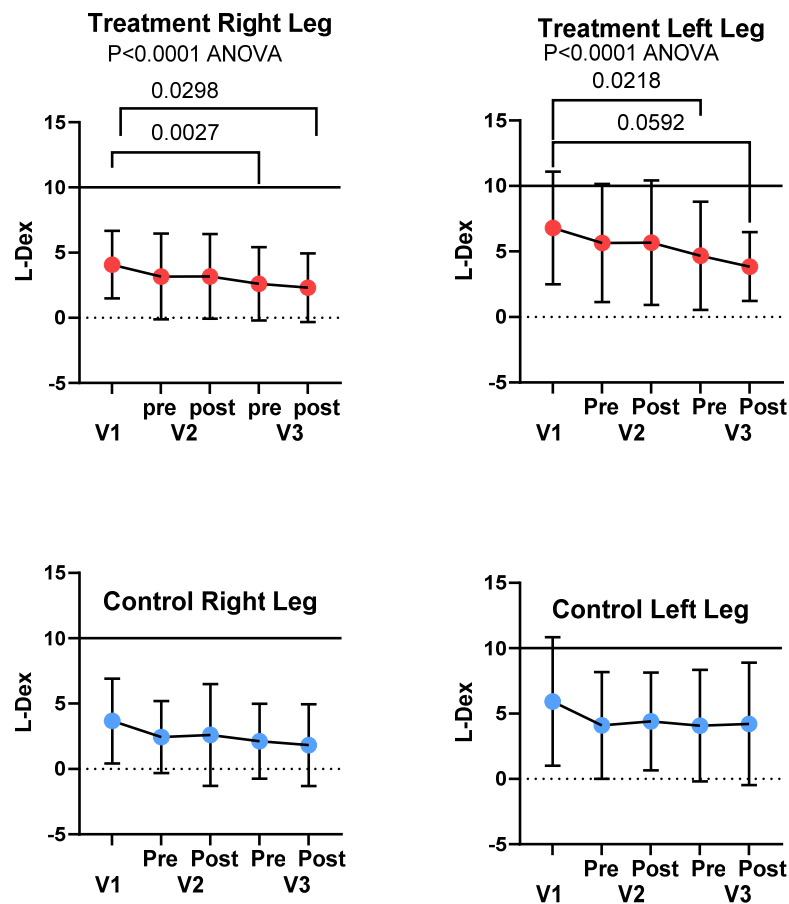 Treatment Right Leg
P<0.0001 ANOVA
0.0298
0.0027
15
10
5
0
-5
L-Dex
pre post pre post
V1 V2 V3
Treatment Left Leg
P<0.0001 ANOVA
0.0218
0.0592
15
10
5
0
-5
L-Dex
Pre Post Pre Post
V1 V2 V3
Control Right Leg
15
10
5
0
-5
L-Dex
Pre Post Pre Post
V1 V2 V3
Control Left Leg
15
10
5
0
-5
L-Dex
Pre Post Pre Post
V1 V2 V3